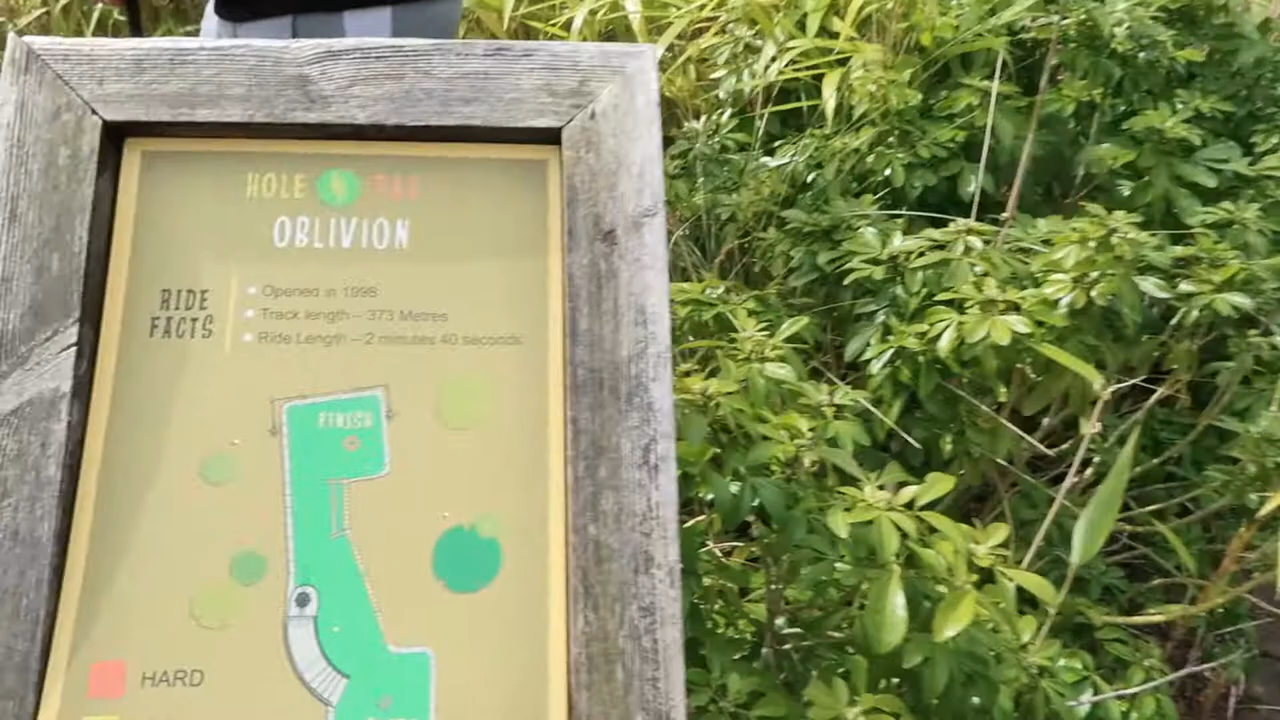 HOLE
OBLIVION
RIDE
FACTS
Opened in 1998
Track length – 373 Metres
Ride Length – 2 minutes 40 seconds
FINISH
HARD